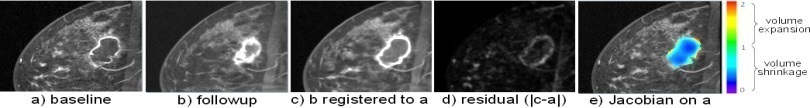 2
volume
expansion
1
volume
shrinkage
0
a) baseline
b) followup
c) b registered to a
d) residual (|c-a|)
e) Jacobian on a